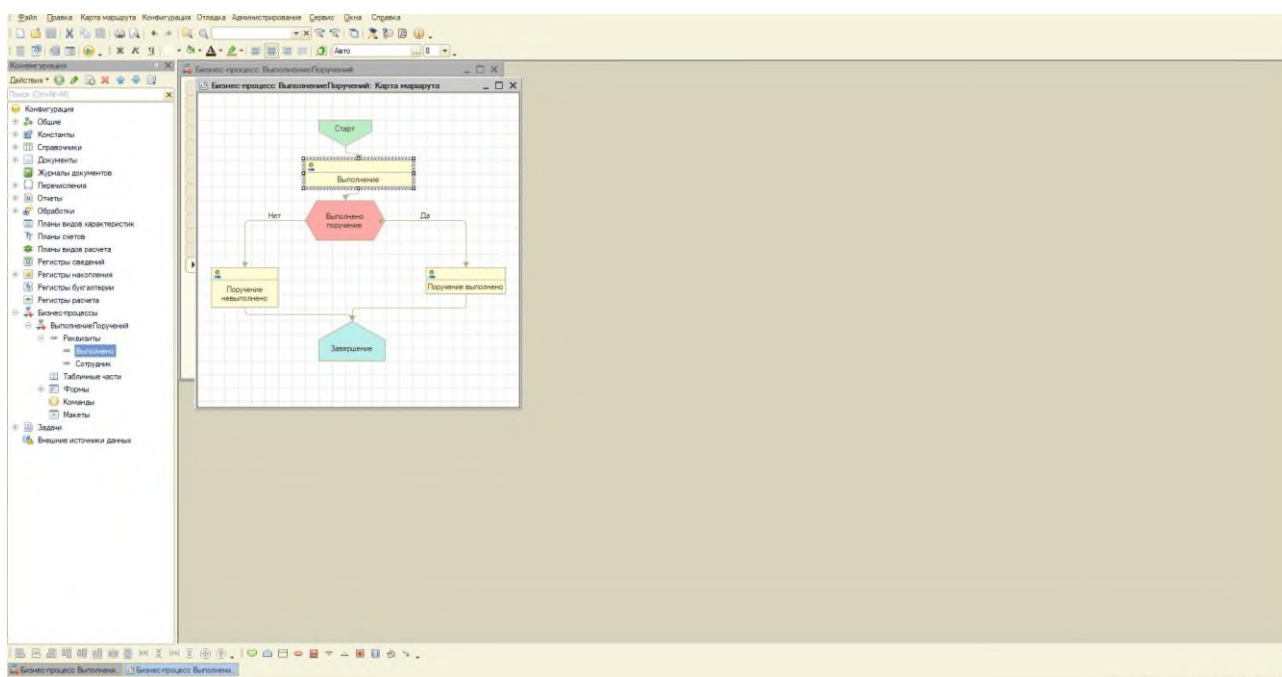 Файл Правка Карта маршрута Конфигурация Отладка Администрирование Сервис Окна Справка
Ж К Ч Авто 0
Конфигурация
Действия
Поиск (Ctrl+Alt+M)
Конфигурация
Общие
Константы
Справочники
Документы
Журналы документов
Перечисления
Отчеты
Обработки
Планы видов характеристик
Планы счетов
Планы видов расчета
Регистры сведений
Регистры накопления
Регистры бухгалтерии
Регистры расчета
Бизнес-процессы
ВыполнениеПоручений
Реквизиты
Выполнено
Сотрудник
Табличные части
Формы
Команды
Макеты
Задачи
Внешние источники данных
Бизнес-процесс ВыполнениеПоручений
Бизнес-процесс ВыполнениеПоручений: Карта маршрута
Старт
Выполнение
Нет
Выполнено
поручение
Да
Поручение
невыполнено
Поручение выполнено
Завершение
Бизнес-процесс Выполнени...
Бизнес-процесс Выполнени...